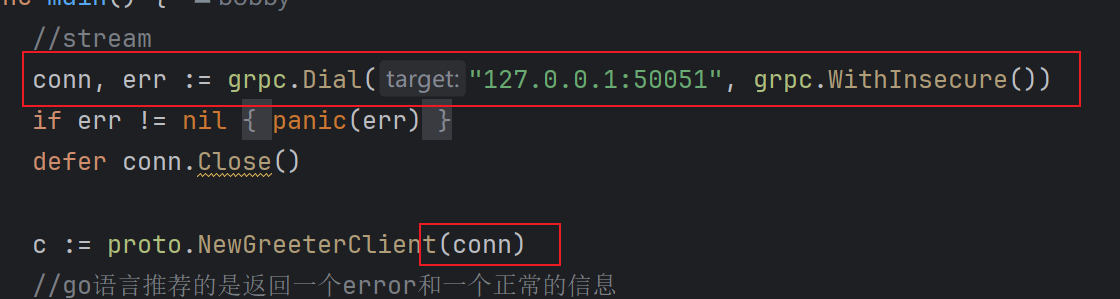 main() { bobby
//stream
conn, err := grpc.Dial( target: "127.0.0.1:50051", grpc.WithInsecure())
if err != nil { panic(err) }
defer conn.Close()
c := proto.NewGreeterClient(conn)
//go语言推荐的是返回一个error和一个正常的信息